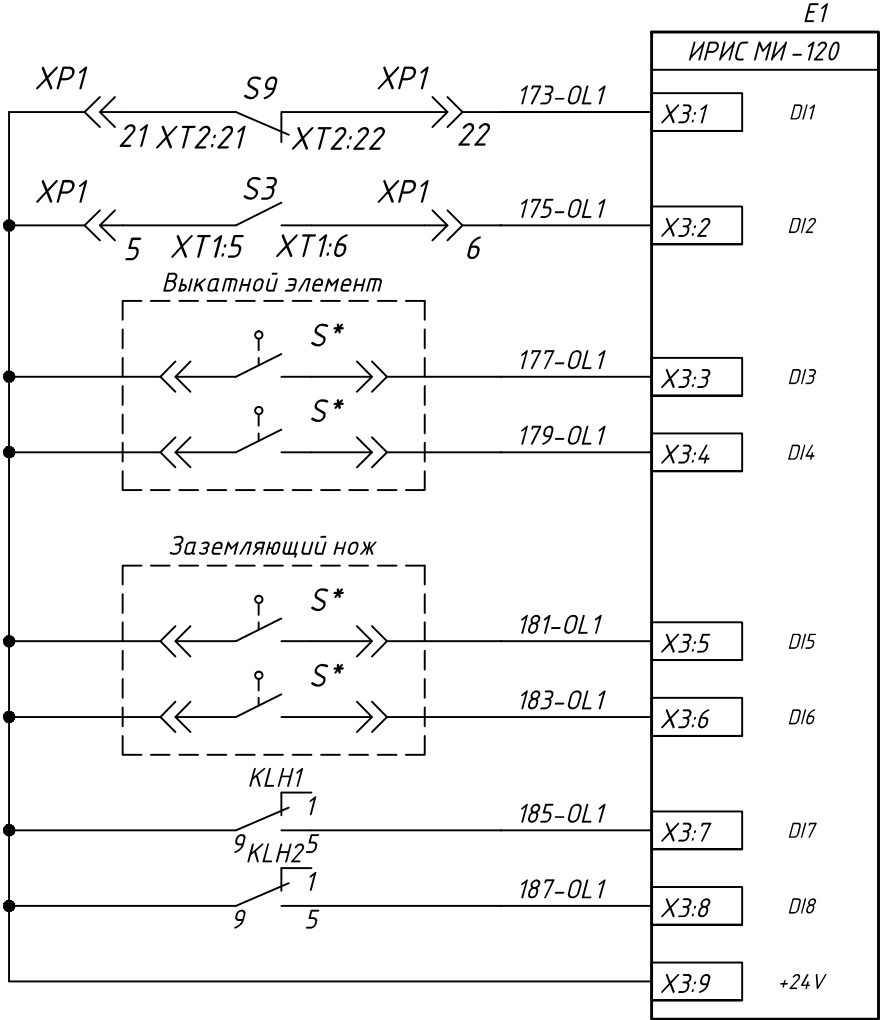 E1
ИРИС МИ -120
XP1 S9 XP1 173-OL1 X3:1 DI1
21 XT2:21 XT2:22 22
XP1 S3 XP1 175-OL1 X3:2 DI2
5 XT1:5 XT1:6 6
Выкатной элемент
S* 177-OL1 X3:3 DI3
S* 179-OL1 X3:4 DI4
Заземляющий нож
S* 181-OL1 X3:5 DI5
S* 183-OL1 X3:6 DI6
KLH1
1 185-OL1 X3:7 DI7
9 5
KLH2
1 187-OL1 X3:8 DI8
9 5
X3:9 +24V